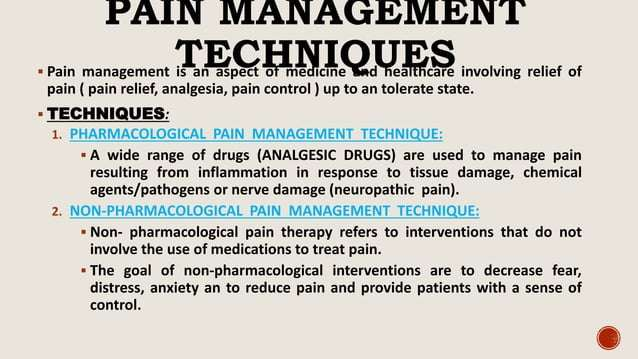 PAIN MANAGEMENT
TECHNIQUES
▪ Pain management is an aspect of medicine and healthcare involving relief of
pain ( pain relief, analgesia, pain control ) up to an tolerate state.
▪ TECHNIQUES:
1. PHARMACOLOGICAL PAIN MANAGEMENT TECHNIQUE:
▪ A wide range of drugs (ANALGESIC DRUGS) are used to manage pain
resulting from inflammation in response to tissue damage, chemical
agents/pathogens or nerve damage (neuropathic pain).
2. NON-PHARMACOLOGICAL PAIN MANAGEMENT TECHNIQUE:
▪ Non- pharmacological pain therapy refers to interventions that do not
involve the use of medications to treat pain.
▪ The goal of non-pharmacological interventions are to decrease fear,
distress, anxiety an to reduce pain and provide patients with a sense of
control.